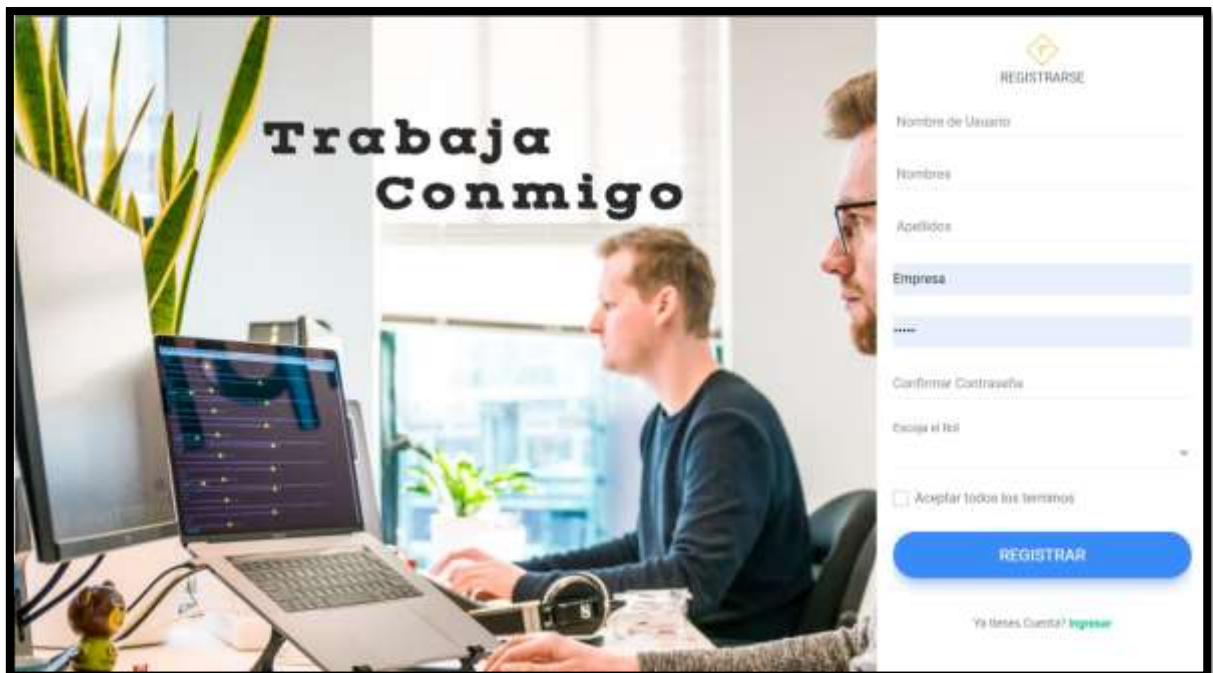 Trabaja
Conmigo
REGISTRARSE
Nombre de Usuario
Nombres
Apellidos
Empresa
•••••
Confirmar Contraseña
Escoja el Rol
Aceptar todos los terminos
REGISTRAR
Ya tienes Cuenta? Ingresar